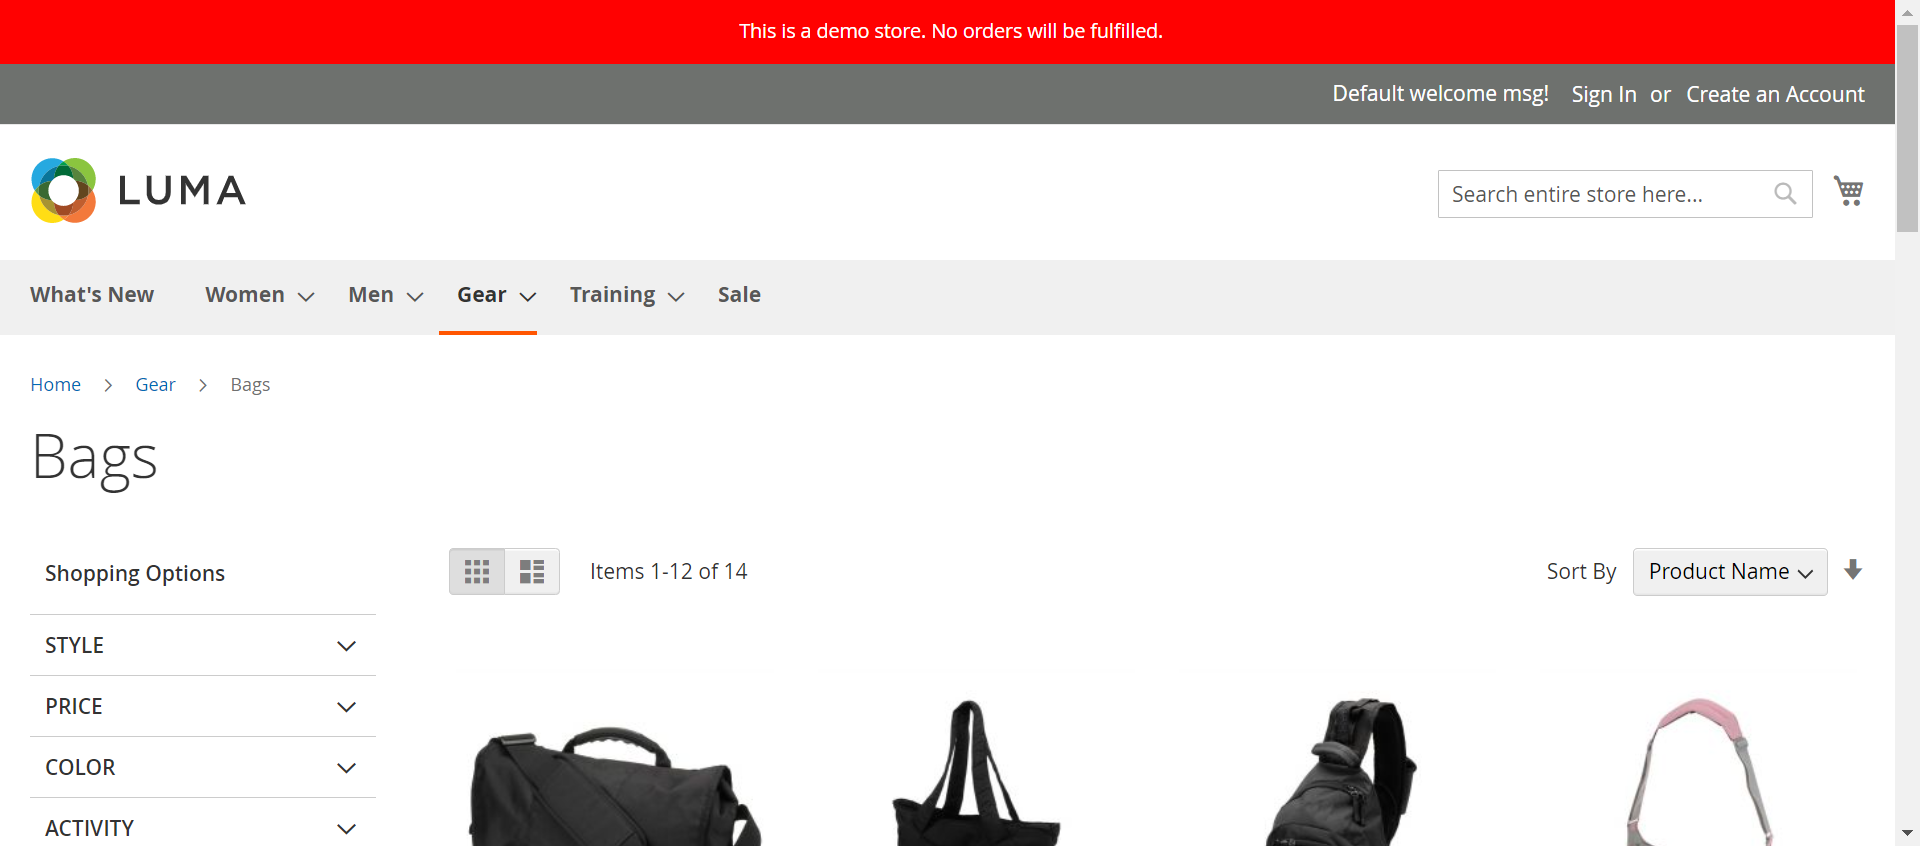 This is a demo store. No orders will be fulfilled.
Default welcome msg! Sign In or Create an Account
LUMA
Search entire store here...
What's New Women Men Gear Training Sale
Home > Gear > Bags
Bags
Shopping Options
Items 1-12 of 14
Sort By Product Name
STYLE
PRICE
COLOR
ACTIVITY